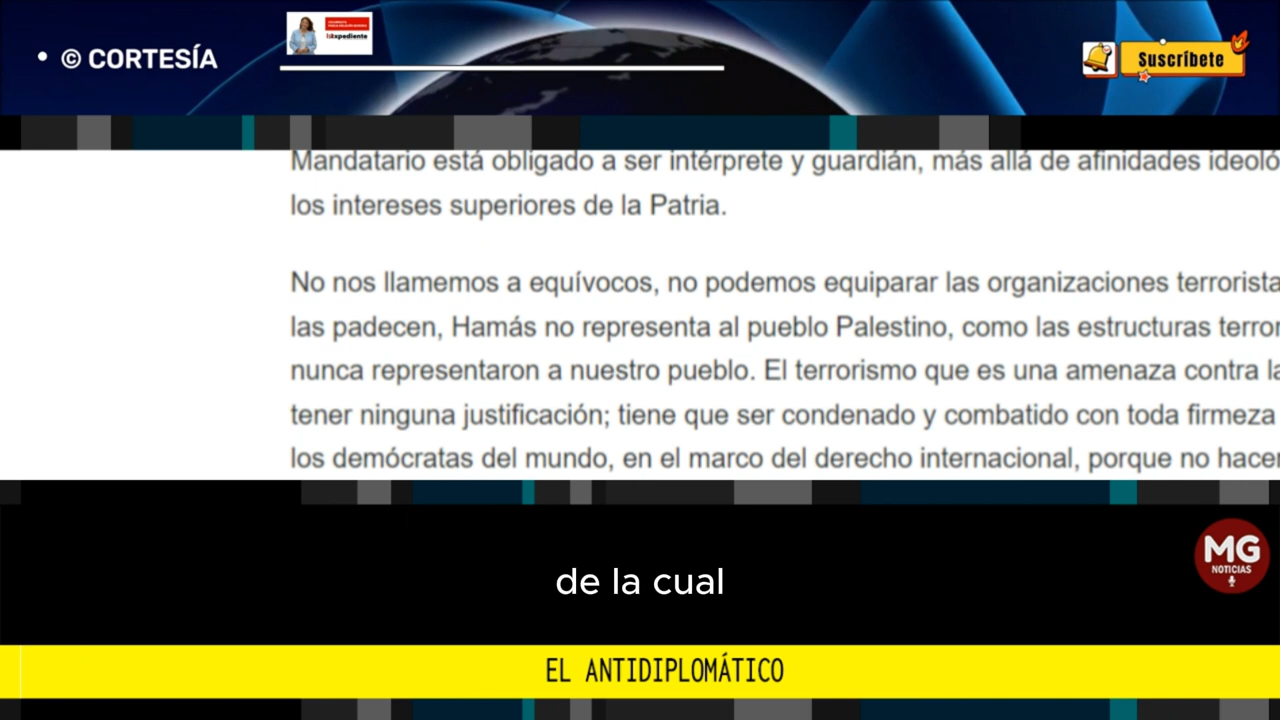 • © CORTESÍA
Expediente
Suscríbete
Mandatario está obligado a ser intérprete y guardián, más allá de afinidades
los intereses superiores de la Patria.
No nos llamemos a equívocos, no podemos equiparar las organizaciones
las padecen, Hamás no representa al pueblo Palestino, como las estructuras
nunca representaron a nuestro pueblo. El terrorismo que es una amenaza contra
tener ninguna justificación; tiene que ser condenado y combatido con toda firmeza
los demócratas del mundo, en el marco del derecho internacional, porque no
MG
NOTICIAS
de la cual
EL ANTIDIPLOMÁTICO